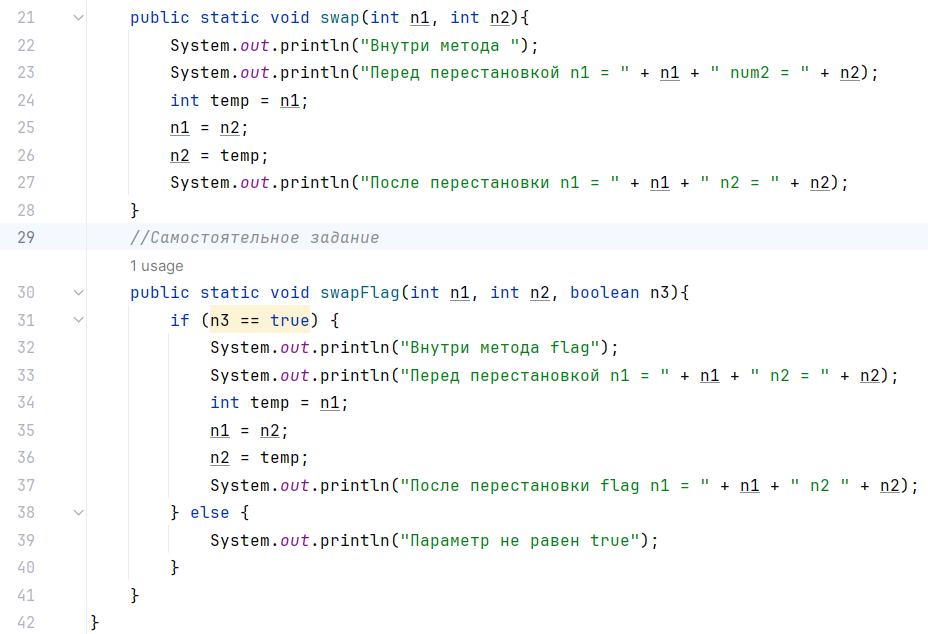 21 public static void swap(int n1, int n2){
22 System.out.println("Внутри метода ");
23 System.out.println("Перед перестановкой n1 = " + n1 + " num2 = " + n2);
24 int temp = n1;
25 n1 = n2;
26 n2 = temp;
27 System.out.println("После перестановки n1 = " + n1 + " n2 = " + n2);
28 }
29 //Самостоятельное задание
1 usage
30 public static void swapFlag(int n1, int n2, boolean n3){
31 if (n3 == true) {
32 System.out.println("Внутри метода flag");
33 System.out.println("Перед перестановкой n1 = " + n1 + " n2 = " + n2);
34 int temp = n1;
35 n1 = n2;
36 n2 = temp;
37 System.out.println("После перестановки flag n1 = " + n1 + " n2 " + n2);
38 } else {
39 System.out.println("Параметр не равен true");
40 }
41 }
42 }